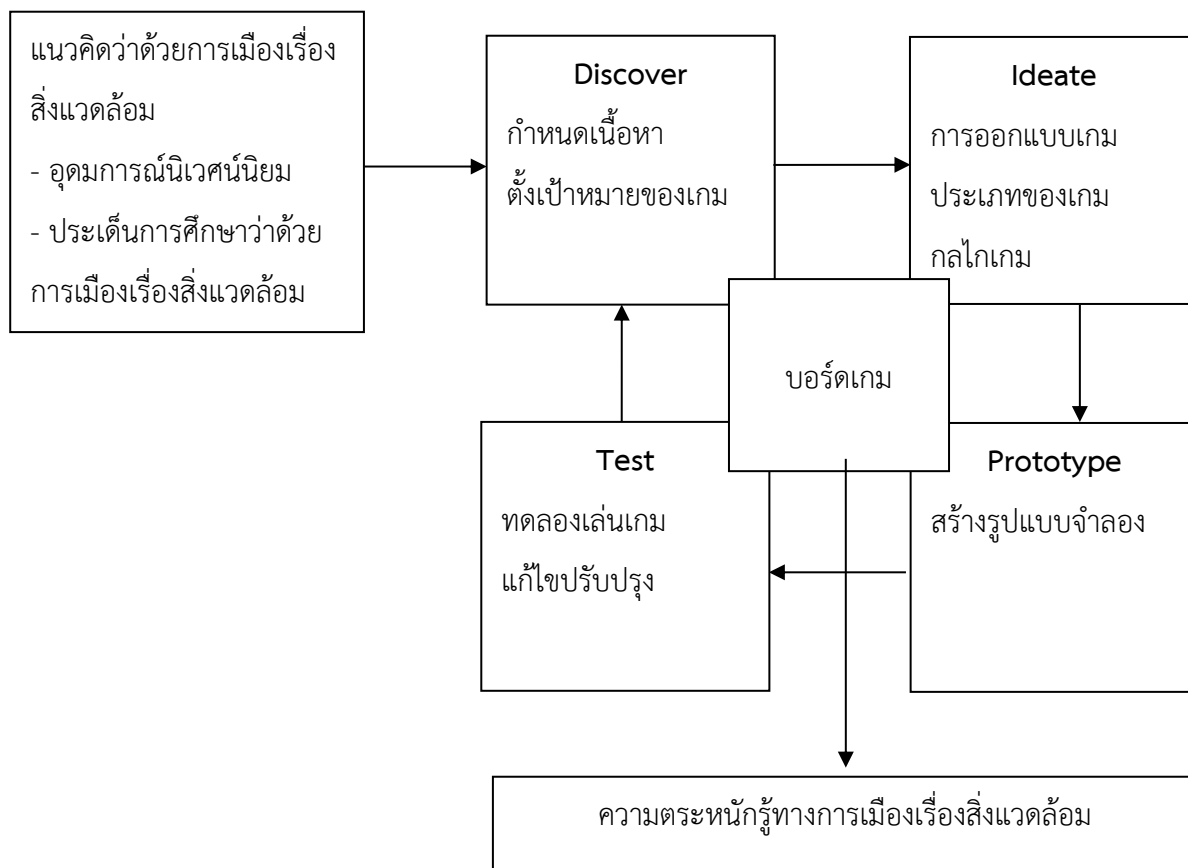 แนวคิดว่าด้วยการเมืองเรื่อง
สิ่งแวดล้อม
- อุดมการณ์นิเวศน์นิยม
- ประเด็นการศึกษาว่าด้วย
การเมืองเรื่องสิ่งแวดล้อม
Discover
กำหนดเนื้อหา
ตั้งเป้าหมายของเกม
Ideate
การออกแบบเกม
ประเภทของเกม
กลไกเกม
บอร์ดเกม
Test
ทดลองเล่นเกม
แก้ไขปรับปรุง
Prototype
สร้างรูปแบบจำลอง
ความตระหนักรู้ทางการเมืองเรื่องสิ่งแวดล้อม